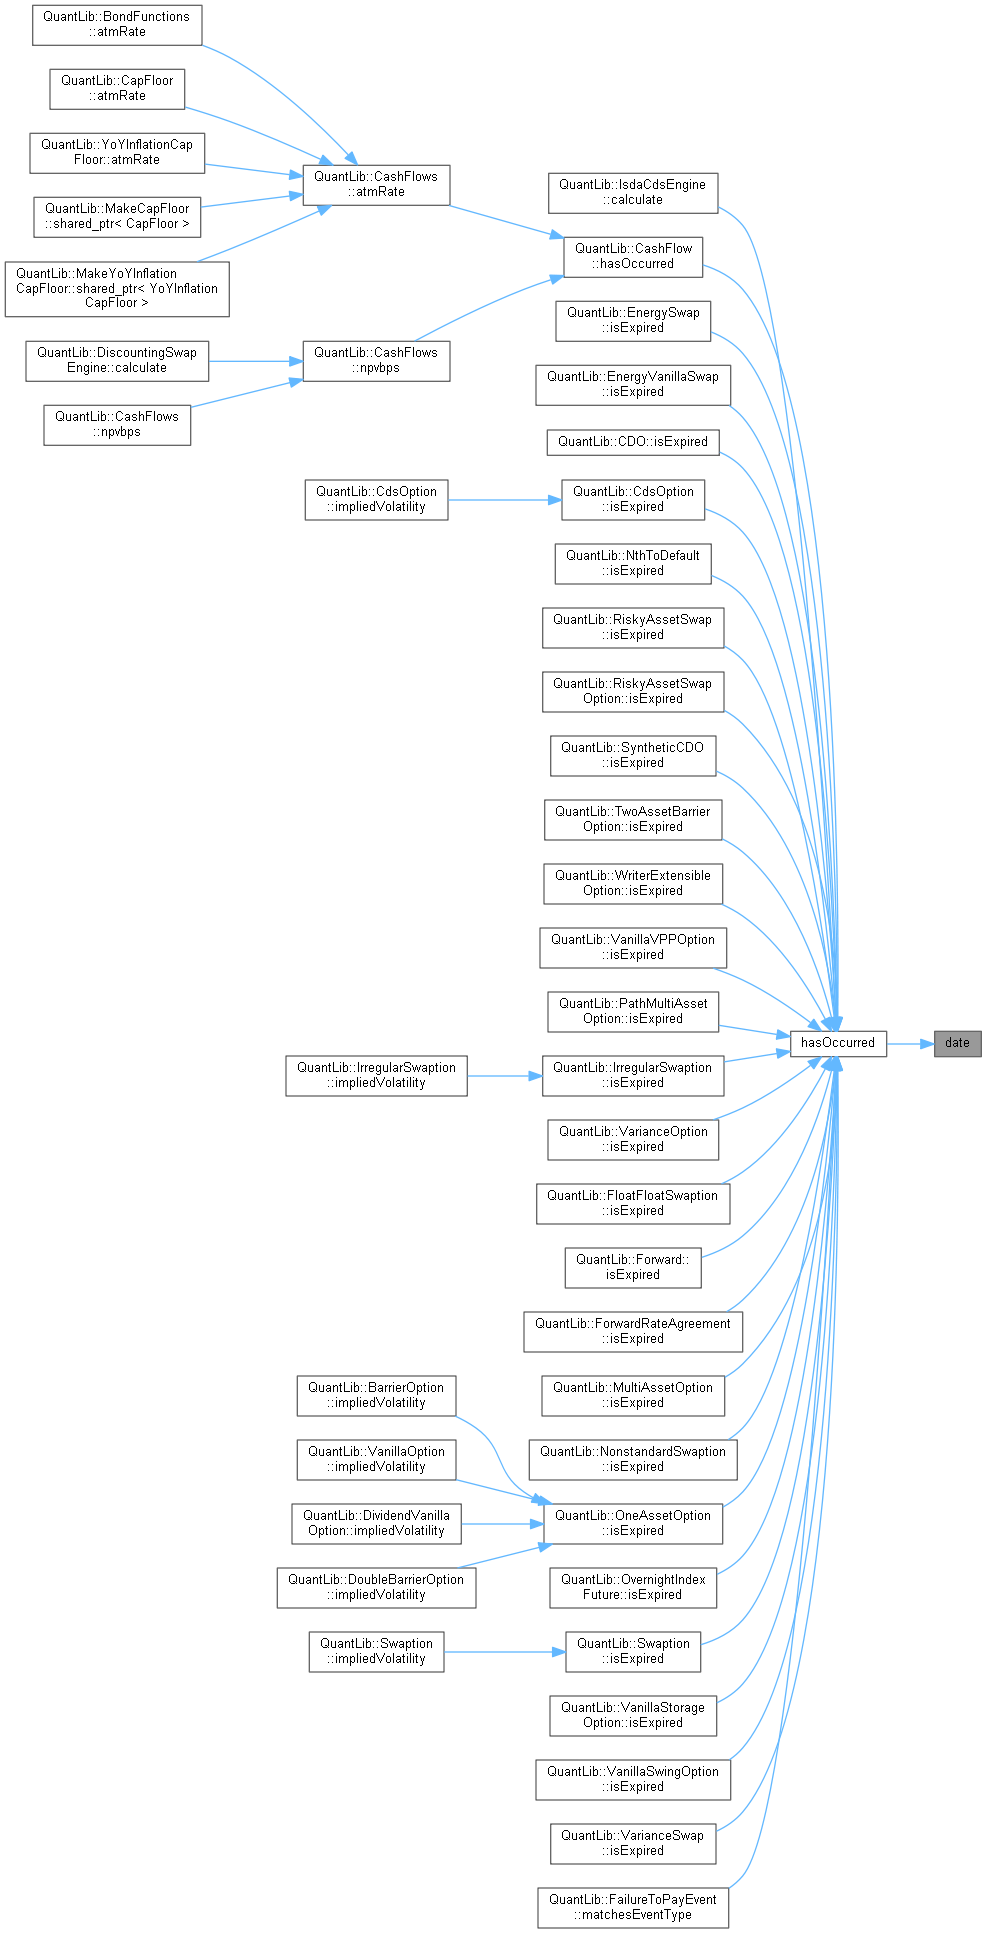 QuantLib::BondFunctions
::atmRate
QuantLib::CapFloor
::atmRate
QuantLib::YoYInflationCap
Floor::atmRate
QuantLib::MakeCapFloor
::shared_ptr< CapFloor >
QuantLib::MakeYoYInflation
CapFloor::shared_ptr< YoYInflation
CapFloor >
QuantLib::DiscountingSwap
Engine::calculate
QuantLib::CashFlows
::npvbps
QuantLib::CashFlows
::atmRate
QuantLib::CashFlows
::npvbps
QuantLib::CdsOption
::impliedVolatility
QuantLib::IrregularSwaption
::impliedVolatility
QuantLib::BarrierOption
::impliedVolatility
QuantLib::VanillaOption
::impliedVolatility
QuantLib::DividendVanilla
Option::impliedVolatility
QuantLib::DoubleBarrierOption
::impliedVolatility
QuantLib::Swaption
::impliedVolatility
QuantLib::IsdaCdsEngine
::calculate
QuantLib::CashFlow
::hasOccurred
QuantLib::EnergySwap
::isExpired
QuantLib::EnergyVanillaSwap
::isExpired
QuantLib::CDO::isExpired
QuantLib::CdsOption
::isExpired
QuantLib::NthToDefault
::isExpired
QuantLib::RiskyAssetSwap
::isExpired
QuantLib::RiskyAssetSwap
Option::isExpired
QuantLib::SyntheticCDO
::isExpired
QuantLib::TwoAssetBarrier
Option::isExpired
QuantLib::WriterExtensible
Option::isExpired
QuantLib::VanillaVPPOption
::isExpired
QuantLib::PathMultiAsset
Option::isExpired
QuantLib::IrregularSwaption
::isExpired
QuantLib::VarianceOption
::isExpired
QuantLib::FloatFloatSwaption
::isExpired
QuantLib::Forward::
isExpired
QuantLib::ForwardRateAgreement
::isExpired
QuantLib::MultiAssetOption
::isExpired
QuantLib::NonstandardSwaption
::isExpired
QuantLib::OneAssetOption
::isExpired
QuantLib::OvernightIndex
Future::isExpired
QuantLib::Swaption
::isExpired
QuantLib::VanillaStorage
Option::isExpired
QuantLib::VanillaSwingOption
::isExpired
QuantLib::VarianceSwap
::isExpired
QuantLib::FailureToPayEvent
::matchesEventType
hasOccurred
date